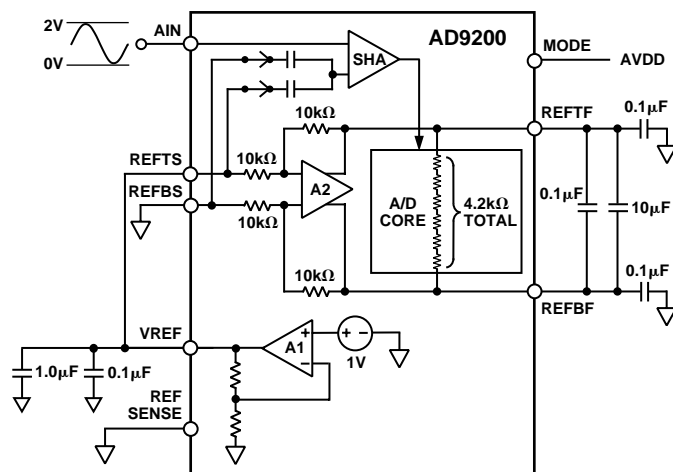 2V
0V
AIN
AD9200
SHA
MODE
AVDD
10kΩ
REFTF
0.1µF
REFTS
10kΩ
A2
REFBS
10kΩ
A/D
CORE
4.2kΩ
TOTAL
0.1µF
10µF
10kΩ
0.1µF
REFBF
VREF
A1
+
−
+ −
1V
1.0µF
0.1µF
REF
SENSE